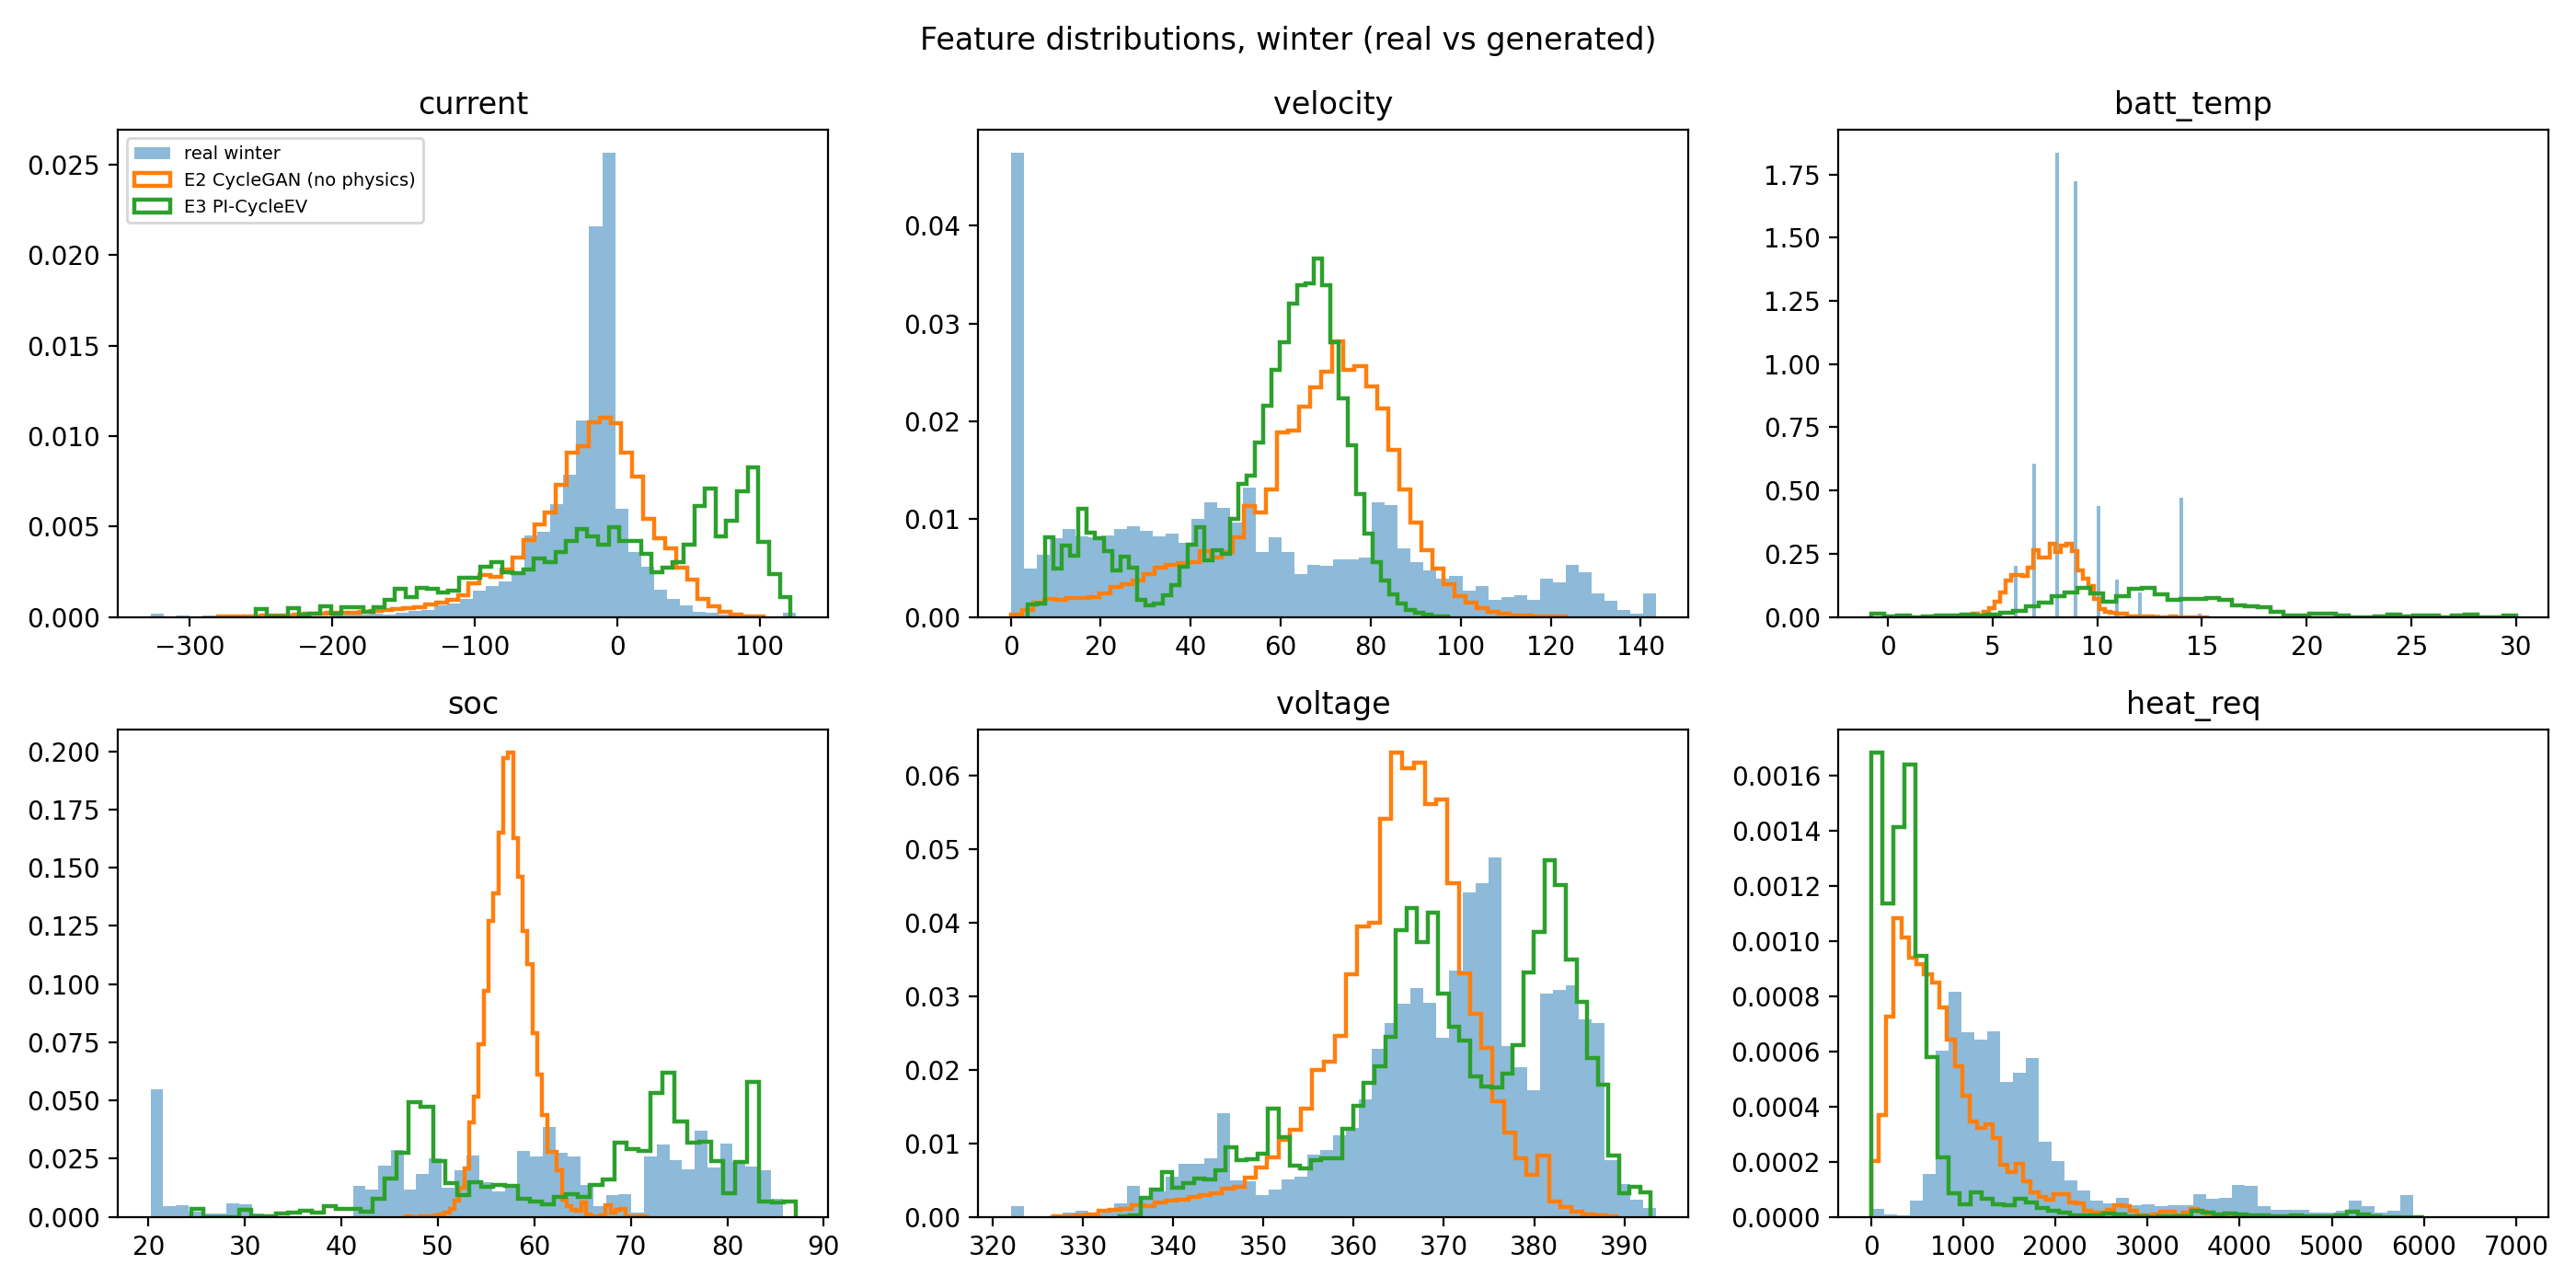 Feature distributions, winter (real vs generated)
current
velocity
batt_temp
real winter
E2 CycleGAN (no physics)
E3 PI-CycleEV
0.025
0.020
0.015
0.010
0.005
0.000
−300 −200 −100 0 100
0.04
0.03
0.02
0.01
0.00
0 20 40 60 80 100 120 140
1.75
1.50
1.25
1.00
0.75
0.50
0.25
0.00
0 5 10 15 20 25 30
soc
voltage
heat_req
0.200
0.175
0.150
0.125
0.100
0.075
0.050
0.025
0.000
20 30 40 50 60 70 80 90
0.06
0.05
0.04
0.03
0.02
0.01
0.00
320 330 340 350 360 370 380 390
0.0016
0.0014
0.0012
0.0010
0.0008
0.0006
0.0004
0.0002
0.0000
0 1000 2000 3000 4000 5000 6000 7000